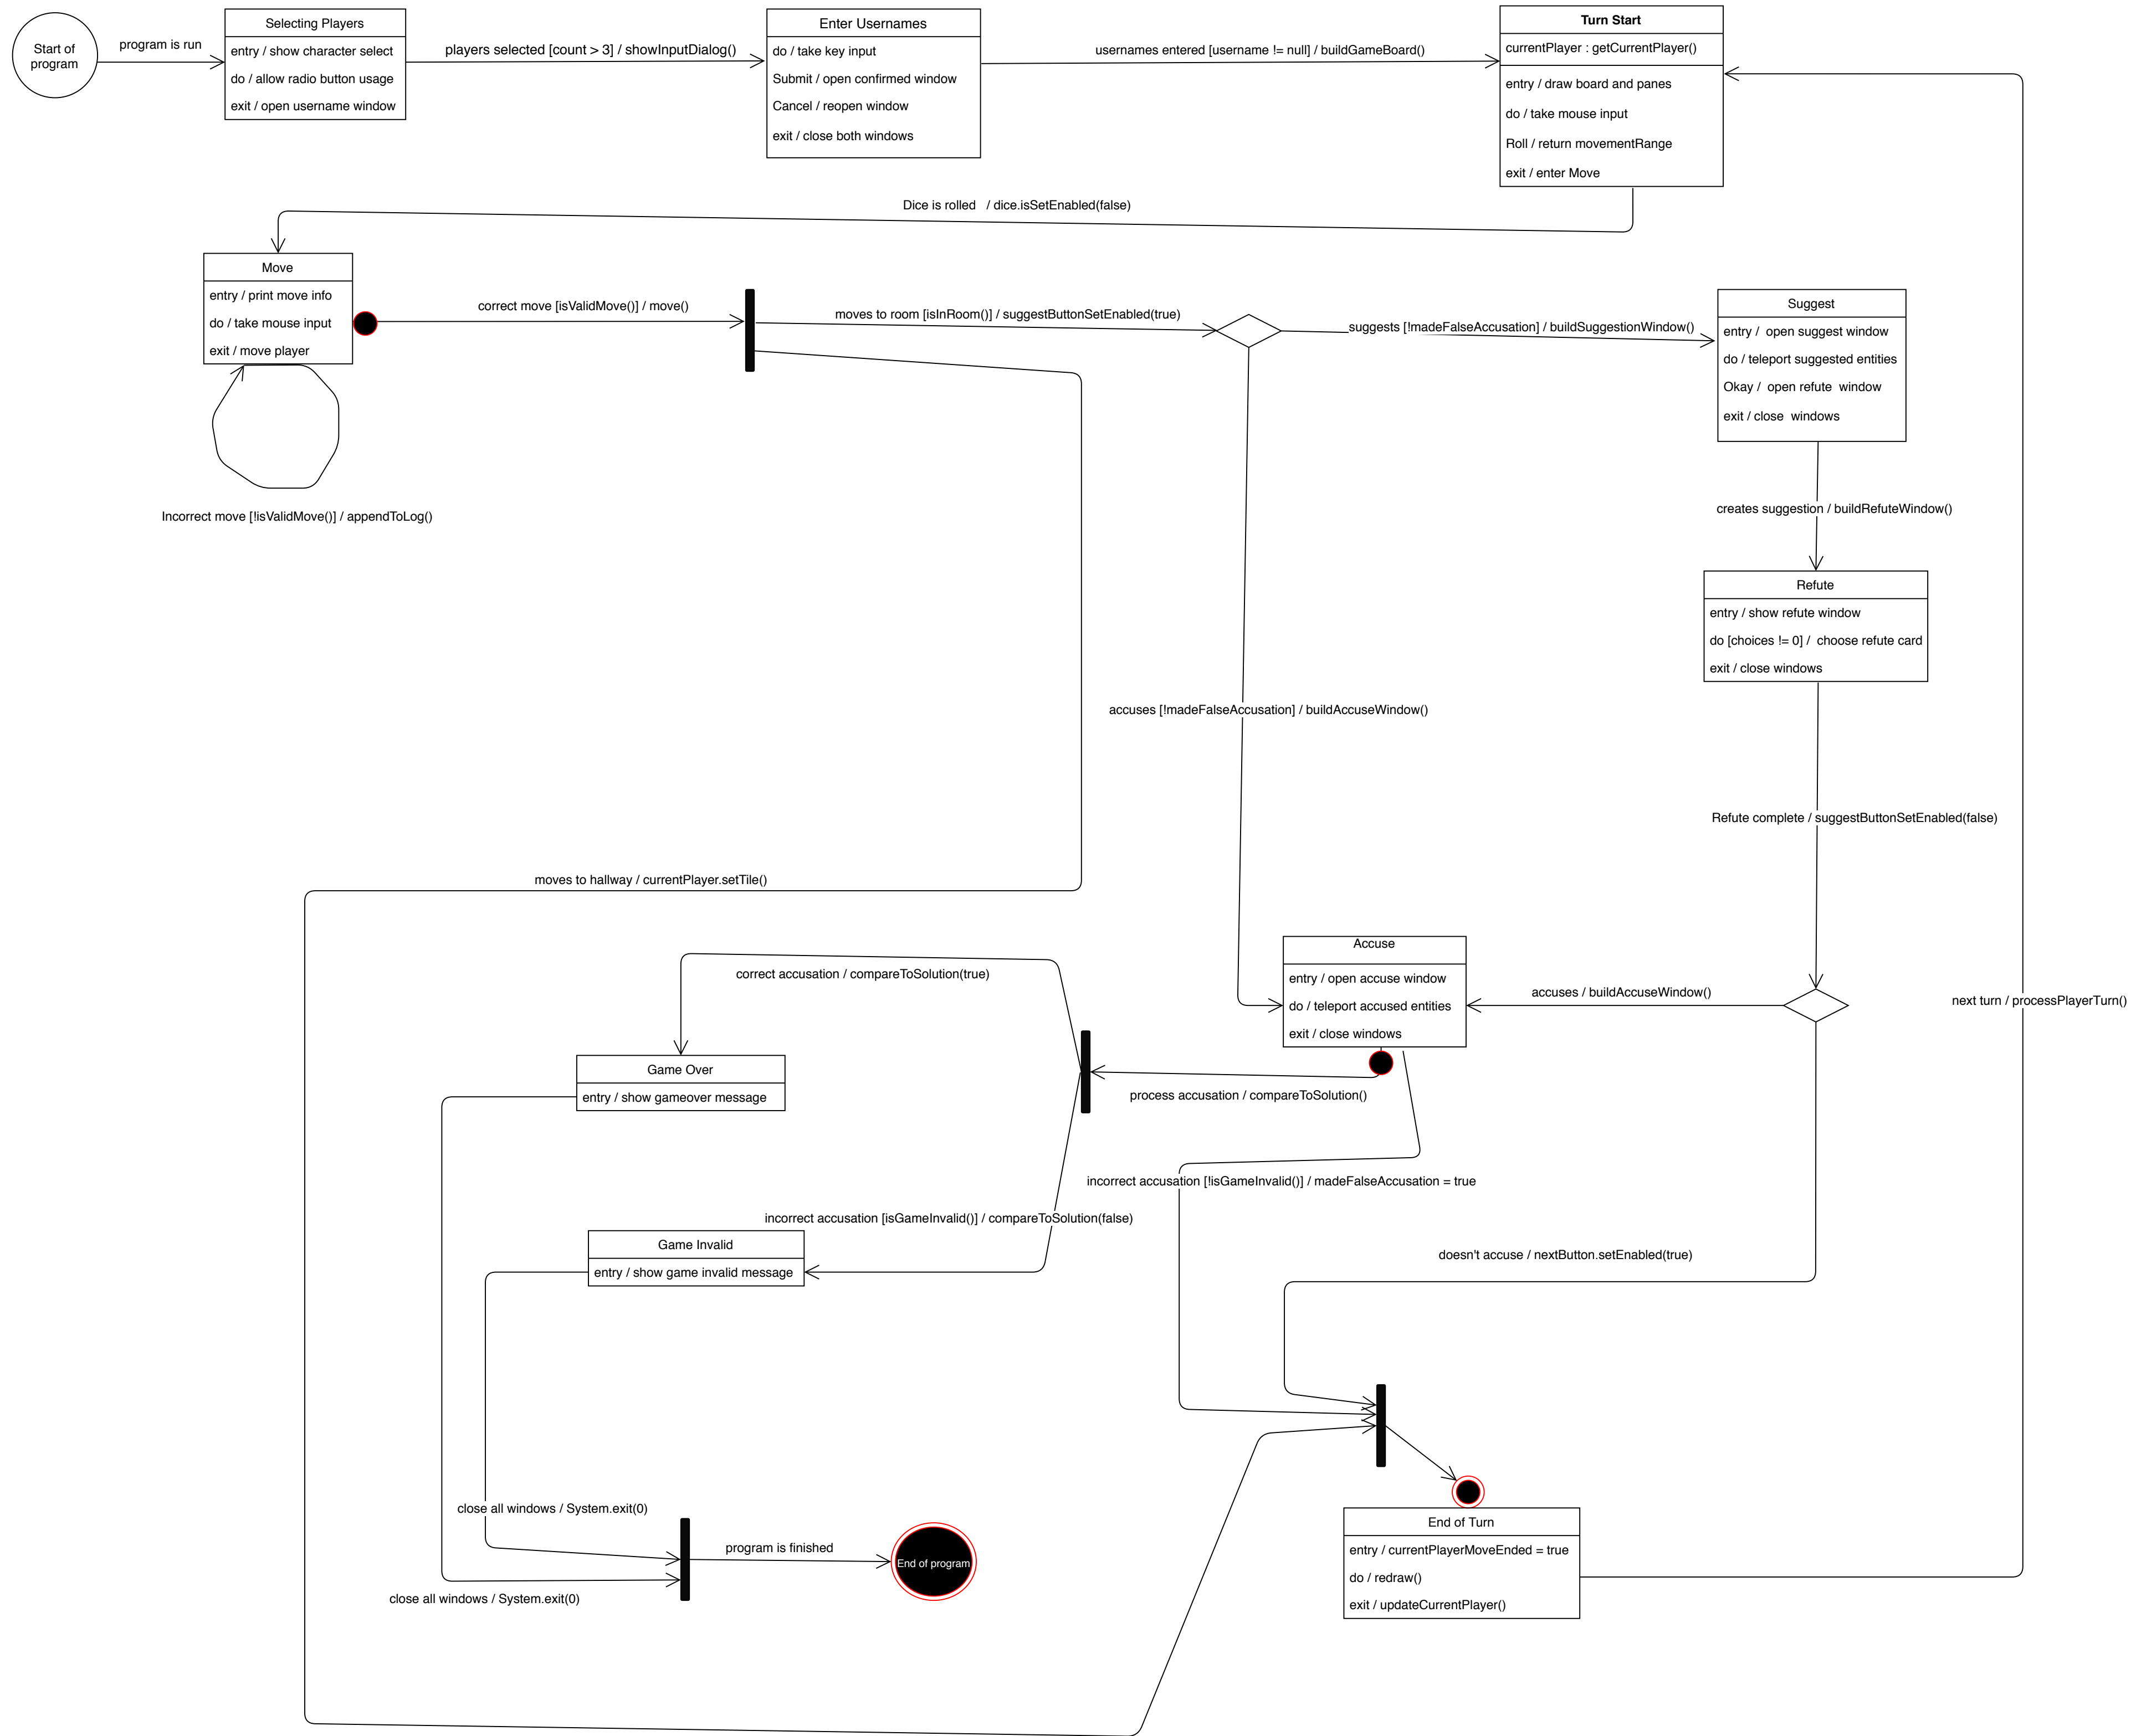 Start of
program
program is run
Selecting Players
entry / show character select
do / allow radio button usage
exit / open username window
players selected [count > 3] / showInputDialog()
Enter Usernames
do / take key input
Submit / open confirmed window
Cancel / reopen window
exit / close both windows
usernames entered [username != null] / buildGameBoard()
Turn Start
currentPlayer : getCurrentPlayer()
entry / draw board and panes
do / take mouse input
Roll / return movementRange
exit / enter Move
Dice is rolled / dice.isSetEnabled(false)
Move
entry / print move info
do / take mouse input
exit / move player
correct move [isValidMove()] / move()
Incorrect move [!isValidMove()] / appendToLog()
moves to room [isInRoom()] / suggestButtonSetEnabled(true)
suggests [!madeFalseAccusation] / buildSuggestionWindow()
Suggest
entry / open suggest window
do / teleport suggested entities
Okay / open refute window
exit / close windows
creates suggestion / buildRefuteWindow()
Refute
entry / show refute window
do [choices != 0] / choose refute card
exit / close windows
accuses [!madeFalseAccusation] / buildAccuseWindow()
Refute complete / suggestButtonSetEnabled(false)
moves to hallway / currentPlayer.setTile()
Accuse
entry / open accuse window
do / teleport accused entities
exit / close windows
accuses / buildAccuseWindow()
next turn / processPlayerTurn()
correct accusation / compareToSolution(true)
Game Over
entry / show gameover message
process accusation / compareToSolution()
incorrect accusation [!isGameInvalid()] / madeFalseAccusation = true
incorrect accusation [isGameInvalid()] / compareToSolution(false)
Game Invalid
entry / show game invalid message
doesn't accuse / nextButton.setEnabled(true)
close all windows / System.exit(0)
program is finished
End of program
close all windows / System.exit(0)
End of Turn
entry / currentPlayerMoveEnded = true
do / redraw()
exit / updateCurrentPlayer()